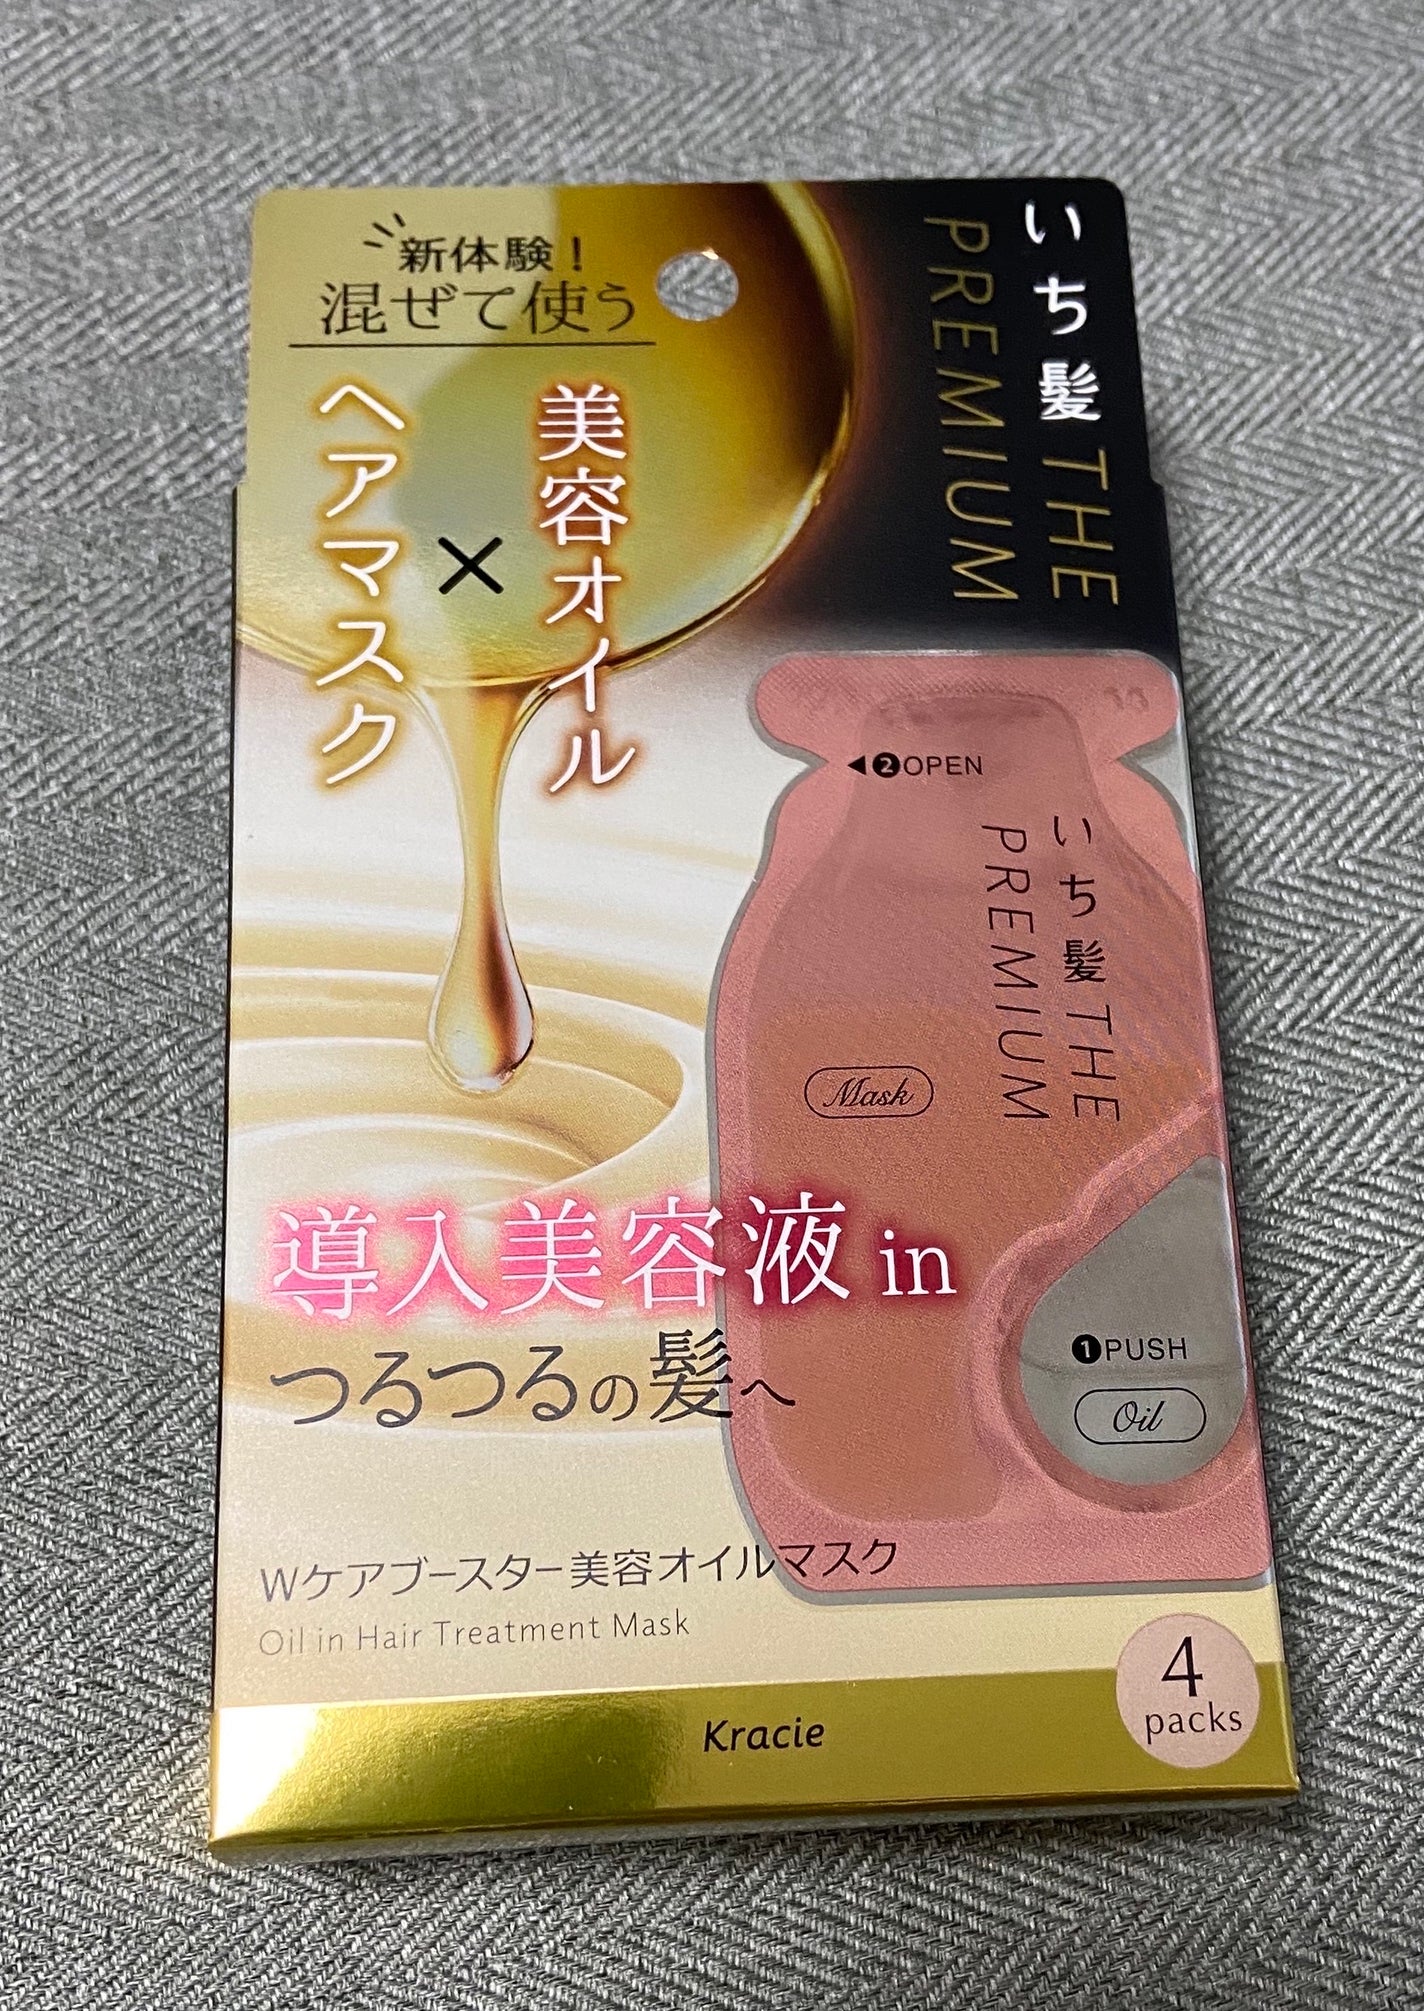 いち髪 THE
PREMIUM
新体験！
混ぜて使う
美容オイル
×
ヘアマスク
◀❷OPEN
いち髪 THE
PREMIUM
Mask
導入美容液 in
つるつるの髪へ
❶PUSH
Oil
Wケアブースター美容オイルマスク
Oil in Hair Treatment Mask
4
packs
Kracie